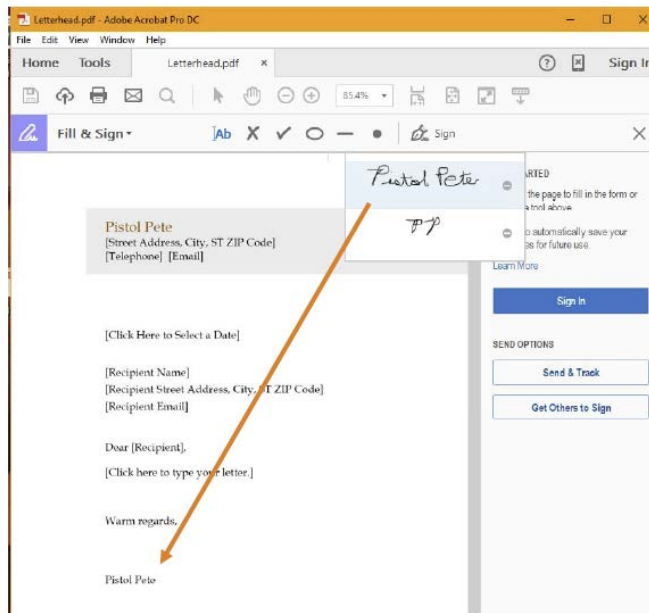 Letterhead.pdf - Adobe Acrobat Pro DC
File Edit View Window Help
Home Tools Letterhead.pdf × Sign In
85.4%
Fill & Sign Ab Sign
Pistol Pete
PP
RTED
the page to fill in the form or
a tool above.
o automatically save your
es for future use.
Learn More
Sign In
SEND OPTIONS
Send & Track
Get Others to Sign
Pistol Pete
[Street Address, City, ST ZIP Code]
[Telephone] [Email]
[Click Here to Select a Date]
[Recipient Name]
[Recipient Street Address, City, ST ZIP Code]
[Recipient Email]
Dear [Recipient],
[Click here to type your letter.]
Warm regards,
Pistol Pete